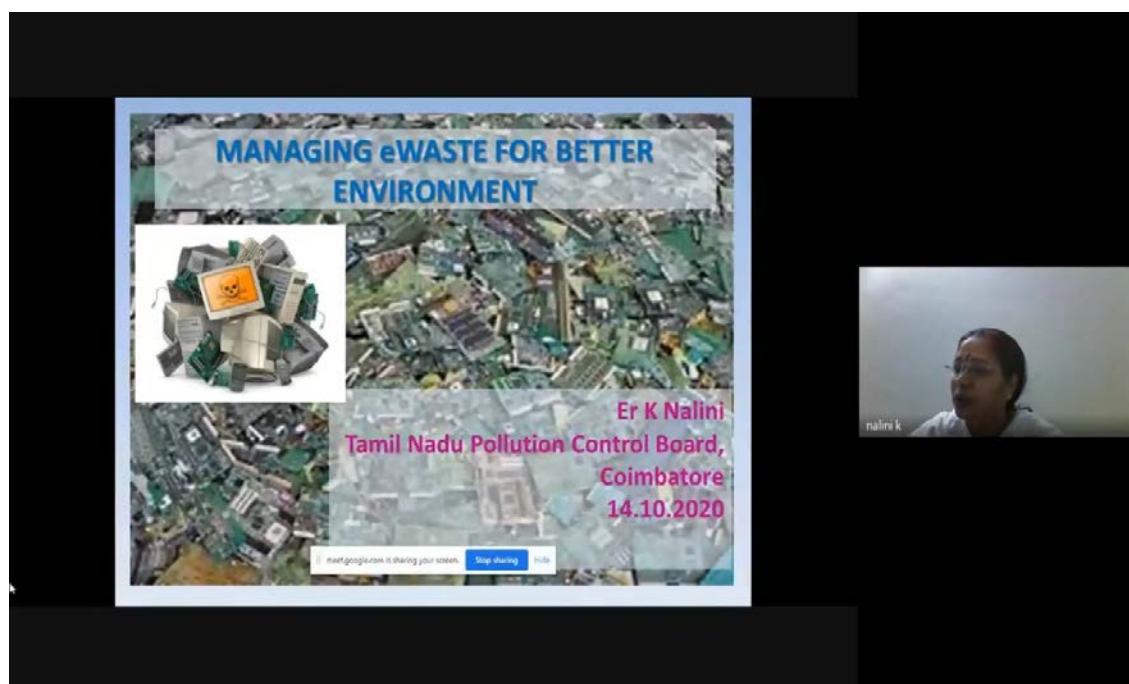 MANAGING eWASTE FOR BETTER
ENVIRONMENT
Er K Nalini
Tamil Nadu Pollution Control Board,
Coimbatore
14.10.2020
meet.google.com is sharing your screen.
Stop sharing
Hide
nalini k